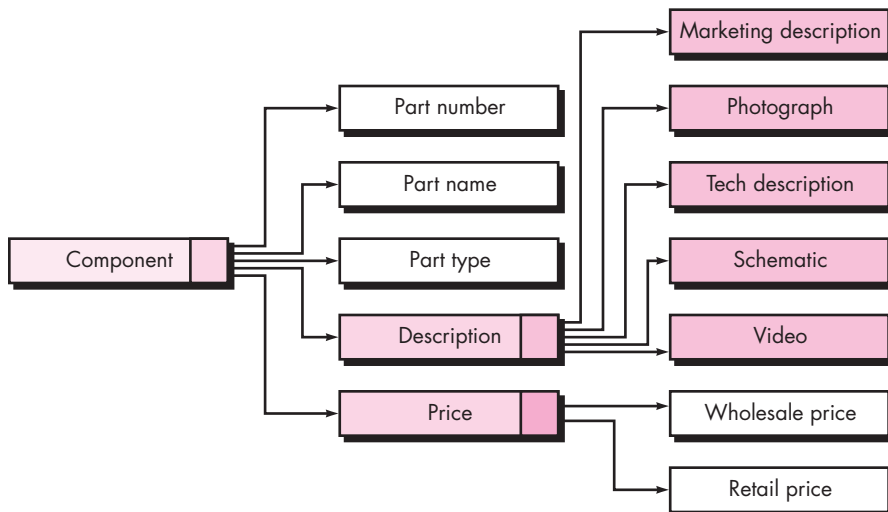 Component
Part number
Part name
Part type
Description
Price
Marketing description
Photograph
Tech description
Schematic
Video
Wholesale price
Retail price